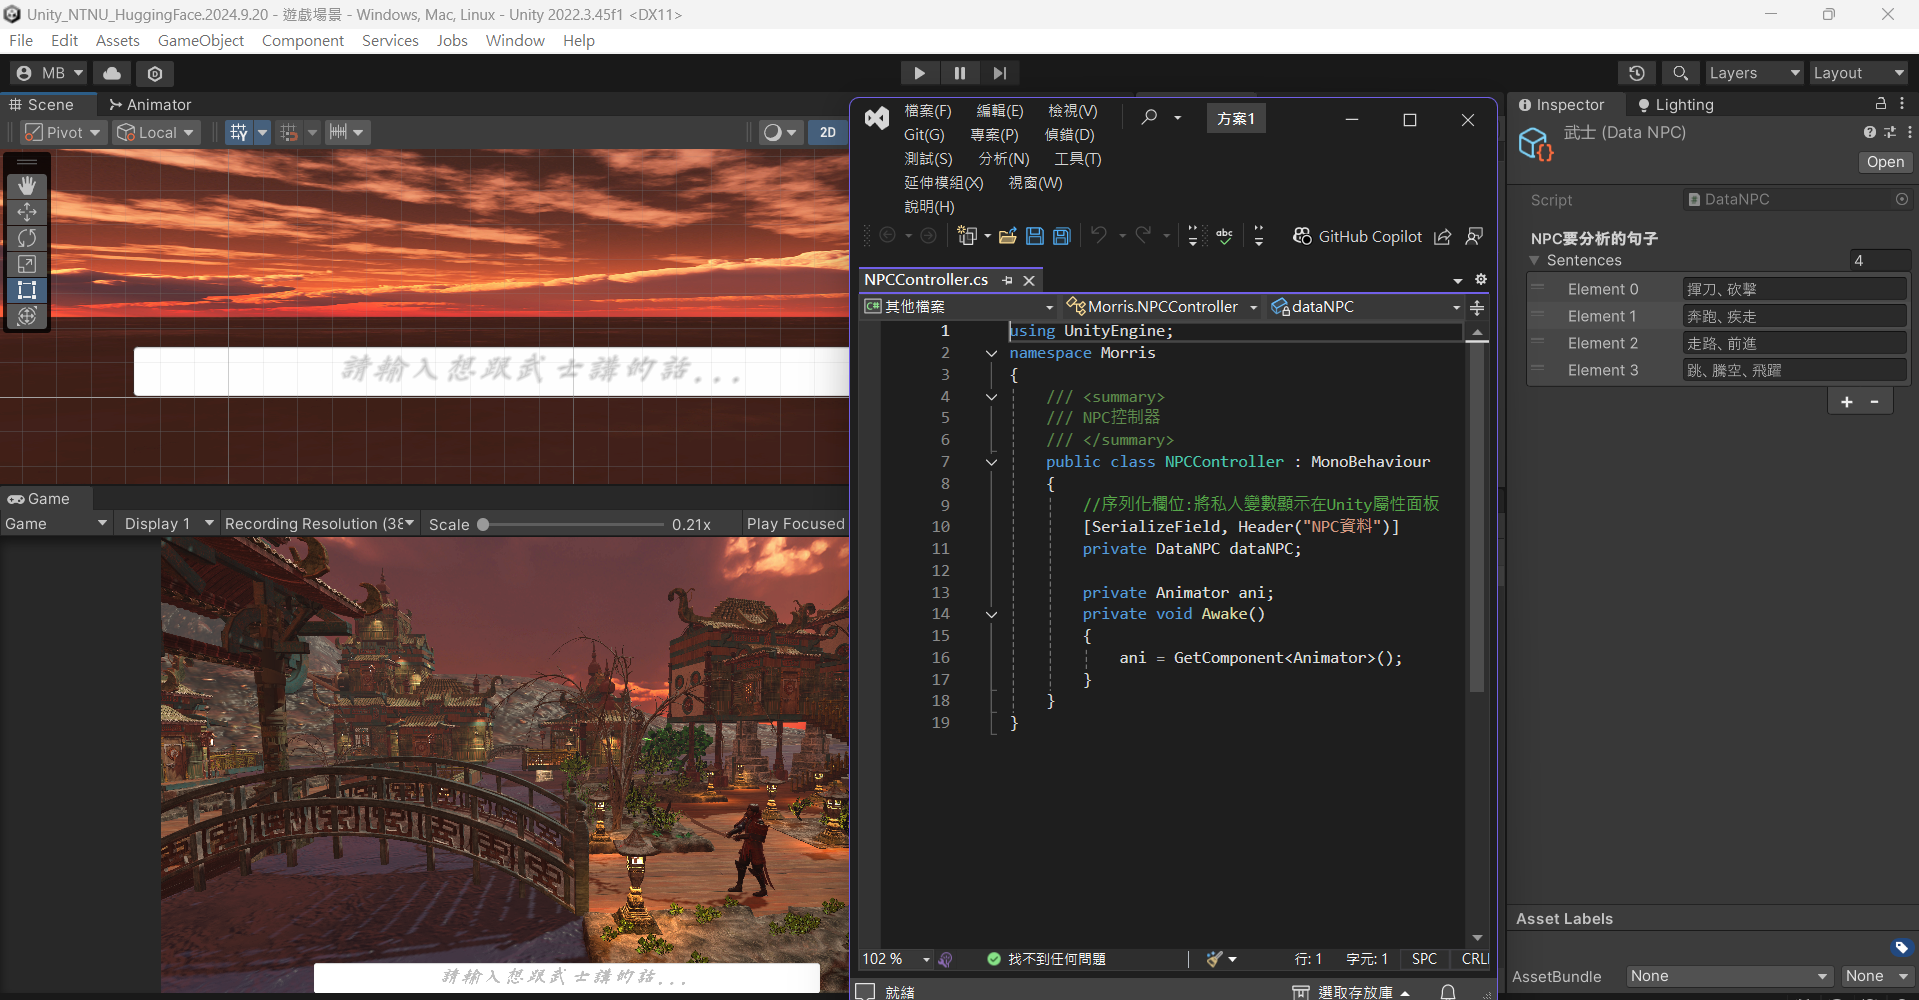 Unity_NTNU_HuggingFace.2024.9.20 - 遊戲場景 - Windows, Mac, Linux - Unity 2022.3.45f1 <DX11>
File Edit Assets GameObject Component Services Jobs Window Help
MB
Layers
Layout
Scene
Animator
Pivot
Local
2D
請輸入想跟武士講的話...
Game
Game
Display 1
Recording Resolution (38
Scale
0.21x
Play Focused
請輸入想跟武士講的話...
檔案(F) 編輯(E) 檢視(V)
方案1
Git(G) 專案(P) 偵錯(D)
測試(S) 分析(N) 工具(T)
延伸模組(X) 視窗(W)
說明(H)
abc
GitHub Copilot
NPCController.cs
C# 其他檔案
Morris.NPCController
dataNPC
1 using UnityEngine;
2 namespace Morris
3 {
4 /// <summary>
5 /// NPC控制器
6 /// </summary>
7 public class NPCController : MonoBehaviour
8 {
9 //序列化欄位:將私人變數顯示在Unity屬性面板
10 [SerializeField, Header("NPC資料")]
11 private DataNPC dataNPC;
12
13 private Animator ani;
14 private void Awake()
15 {
16 ani = GetComponent<Animator>();
17 }
18 }
19 }
102 %
找不到任何問題
行: 1
字元: 1
SPC
CRL
就緒
選取存放庫
Inspector
Lighting
武士 (Data NPC)
Open
Script
DataNPC
NPC要分析的句子
Sentences
4
Element 0 揮刀、砍擊
Element 1 奔跑、疾走
Element 2 走路、前進
Element 3 跳、騰空、飛躍
+ -
Asset Labels
AssetBundle
None
None